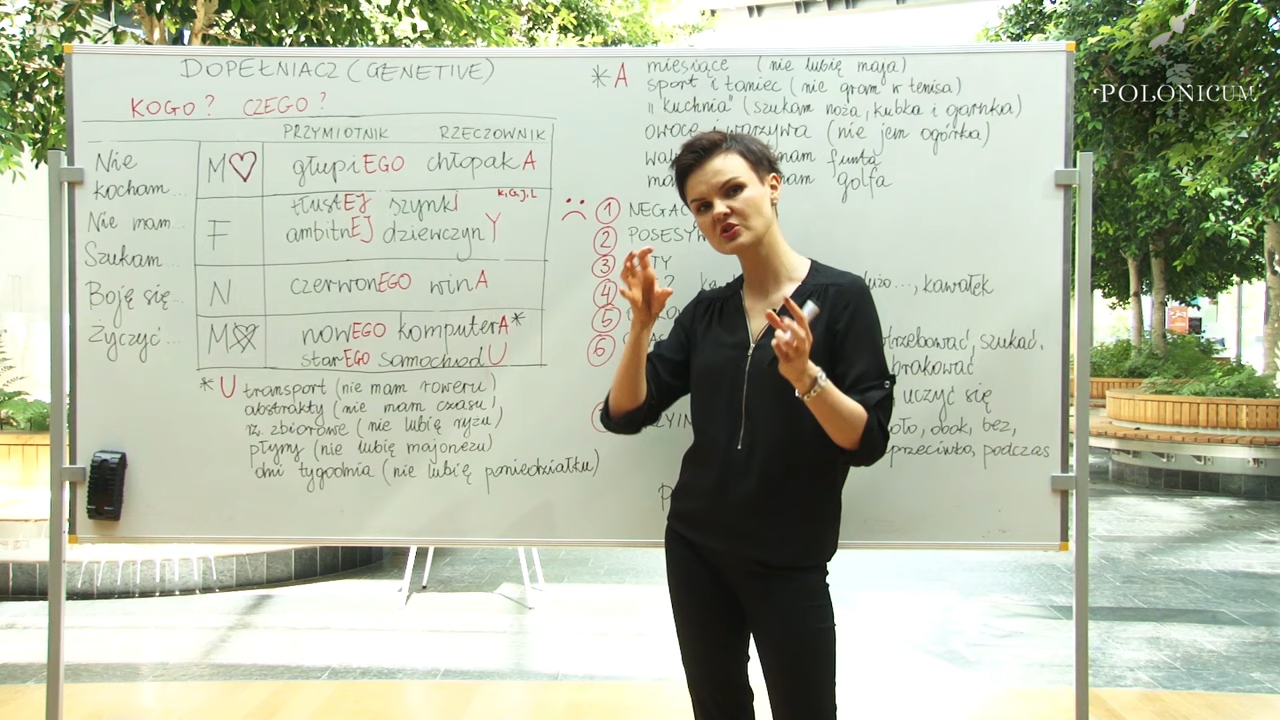 DOPEŁNIACZ (GENETIVE)
KOGO? CZEGO?
PRZYMIOTNIK RZECZOWNIK
Nie kocham...
Nie mam...
Szukam...
Boję się...
Życzyć...
M♡ głupiEGO chłopakA
F tłustEJ szynkI K,G,J,L
ambitnEJ dziewczynY
N czerwonEGO winA
M nowEGO komputerA*
starEGO samochodU
*U transport (nie mam roweru)
abstrakty (nie mam czasu)
rz. zbiorowe (nie lubię ryżu)
płyny (nie lubię majonezu)
dni tygodnia (nie lubię poniedziałku)
*A miesiące (nie lubię maja)
sport i taniec (nie gram w tenisa)
"kuchnia" (szukam noża, kubka i garnka)
owoce i warzywa (nie jem ogórka)
funta
golfa
:( 1 NEGAC
2 POSESY
3
4 , kawałek
5
6 szukać,
brakować
uczyć się
obok, bez,
podczas
POLONICUM